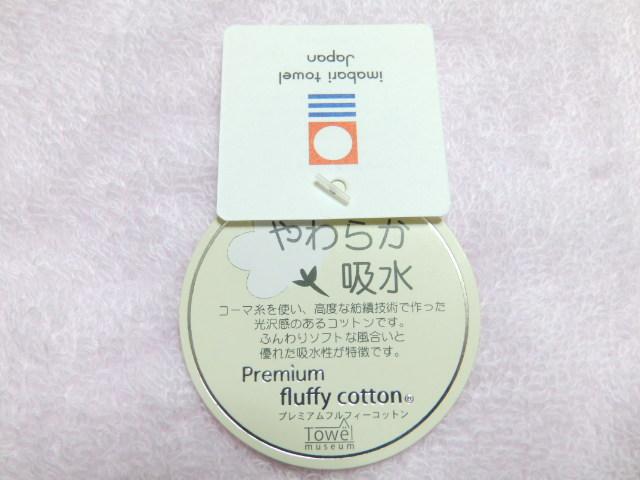 imabari towel
Japan
やわらか
吸水
コーマ糸を使い、高度な紡績技術で作った
光沢感のあるコットンです。
ふんわりソフトな風合いと
優れた吸水性が特徴です。
Premium
fluffy cotton®
プレミアムフルフィーコットン
Towel
museum